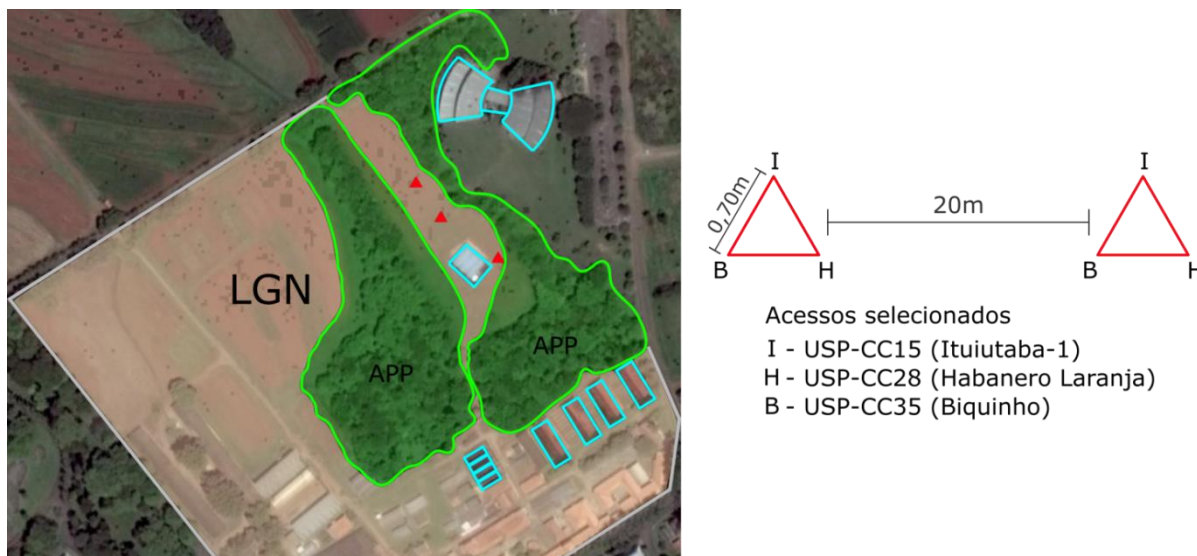 LGN
APP
APP
I
0,70m
B
H
20m
I
B
H
Acessos selecionados
I - USP-CC15 (Ituiutaba-1)
H - USP-CC28 (Habanero Laranja)
B - USP-CC35 (Biquinho)